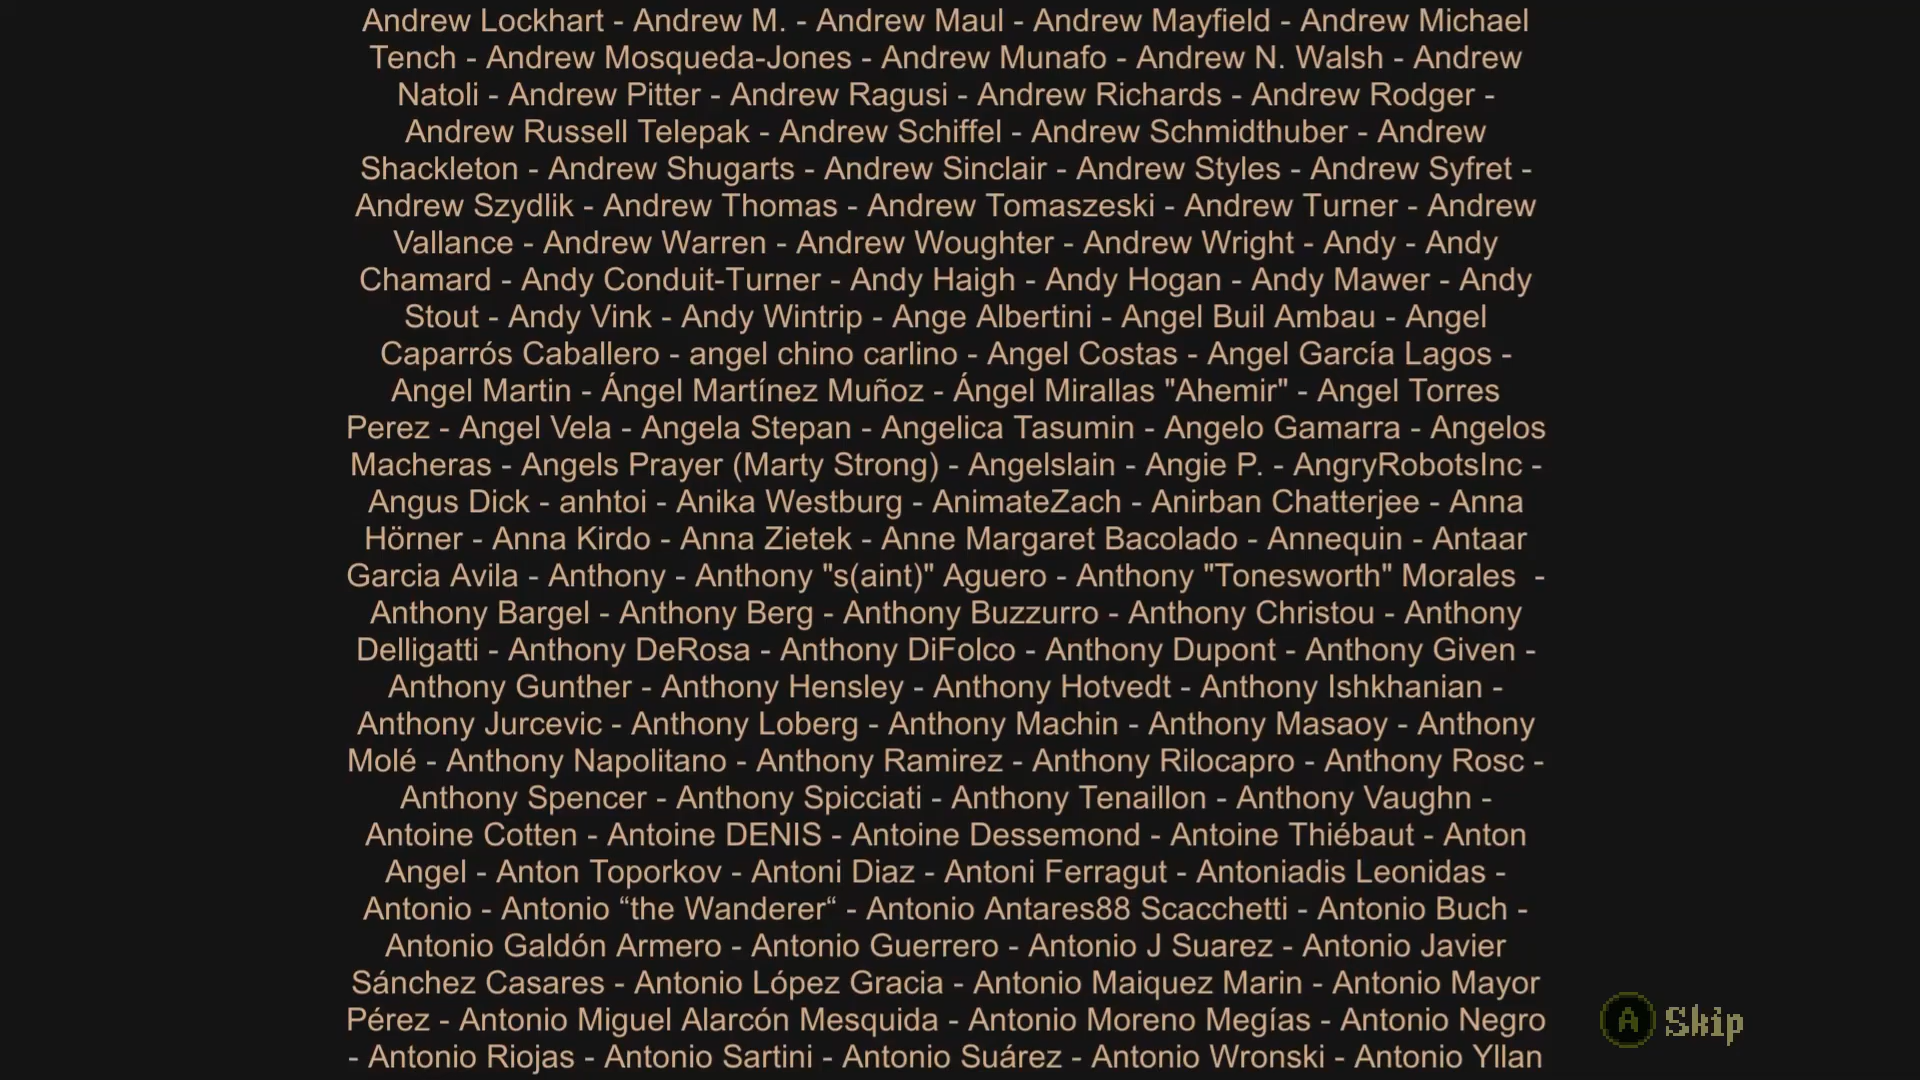 Andrew Lockhart - Andrew M. - Andrew Maul - Andrew Mayfield - Andrew Michael
Tench - Andrew Mosqueda-Jones - Andrew Munafo - Andrew N. Walsh - Andrew
Natoli - Andrew Pitter - Andrew Ragusi - Andrew Richards - Andrew Rodger -
Andrew Russell Telepak - Andrew Schiffel - Andrew Schmidthuber - Andrew
Shackleton - Andrew Shugarts - Andrew Sinclair - Andrew Styles - Andrew Syfret -
Andrew Szydlik - Andrew Thomas - Andrew Tomaszeski - Andrew Turner - Andrew
Vallance - Andrew Warren - Andrew Woughter - Andrew Wright - Andy - Andy
Chamard - Andy Conduit-Turner - Andy Haigh - Andy Hogan - Andy Mawer - Andy
Stout - Andy Vink - Andy Wintrip - Ange Albertini - Angel Buil Ambau - Angel
Caparrós Caballero - angel chino carlino - Angel Costas - Angel García Lagos -
Angel Martin - Ángel Martínez Muñoz - Ángel Mirallas "Ahemir" - Angel Torres
Perez - Angel Vela - Angela Stepan - Angelica Tasumin - Angelo Gamarra - Angelos
Macheras - Angels Prayer (Marty Strong) - Angelslain - Angie P. - AngryRobotsInc -
Angus Dick - anhtoi - Anika Westburg - AnimateZach - Anirban Chatterjee - Anna
Hörner - Anna Kirdo - Anna Zietek - Anne Margaret Bacolado - Annequin - Antaar
Garcia Avila - Anthony - Anthony "s(aint)" Aguero - Anthony "Tonesworth" Morales  -
Anthony Bargel - Anthony Berg - Anthony Buzzurro - Anthony Christou - Anthony
Delligatti - Anthony DeRosa - Anthony DiFolco - Anthony Dupont - Anthony Given -
Anthony Gunther - Anthony Hensley - Anthony Hotvedt - Anthony Ishkhanian -
Anthony Jurcevic - Anthony Loberg - Anthony Machin - Anthony Masaoy - Anthony
Molé - Anthony Napolitano - Anthony Ramirez - Anthony Rilocapro - Anthony Rosc -
Anthony Spencer - Anthony Spicciati - Anthony Tenaillon - Anthony Vaughn -
Antoine Cotten - Antoine DENIS - Antoine Dessemond - Antoine Thiébaut - Anton
Angel - Anton Toporkov - Antoni Diaz - Antoni Ferragut - Antoniadis Leonidas -
Antonio - Antonio “the Wanderer“ - Antonio Antares88 Scacchetti - Antonio Buch -
Antonio Galdón Armero - Antonio Guerrero - Antonio J Suarez - Antonio Javier
Sánchez Casares - Antonio López Gracia - Antonio Maiquez Marin - Antonio Mayor
Pérez - Antonio Miguel Alarcón Mesquida - Antonio Moreno Megías - Antonio Negro
- Antonio Riojas - Antonio Sartini - Antonio Suárez - Antonio Wronski - Antonio Yllan
A Skip